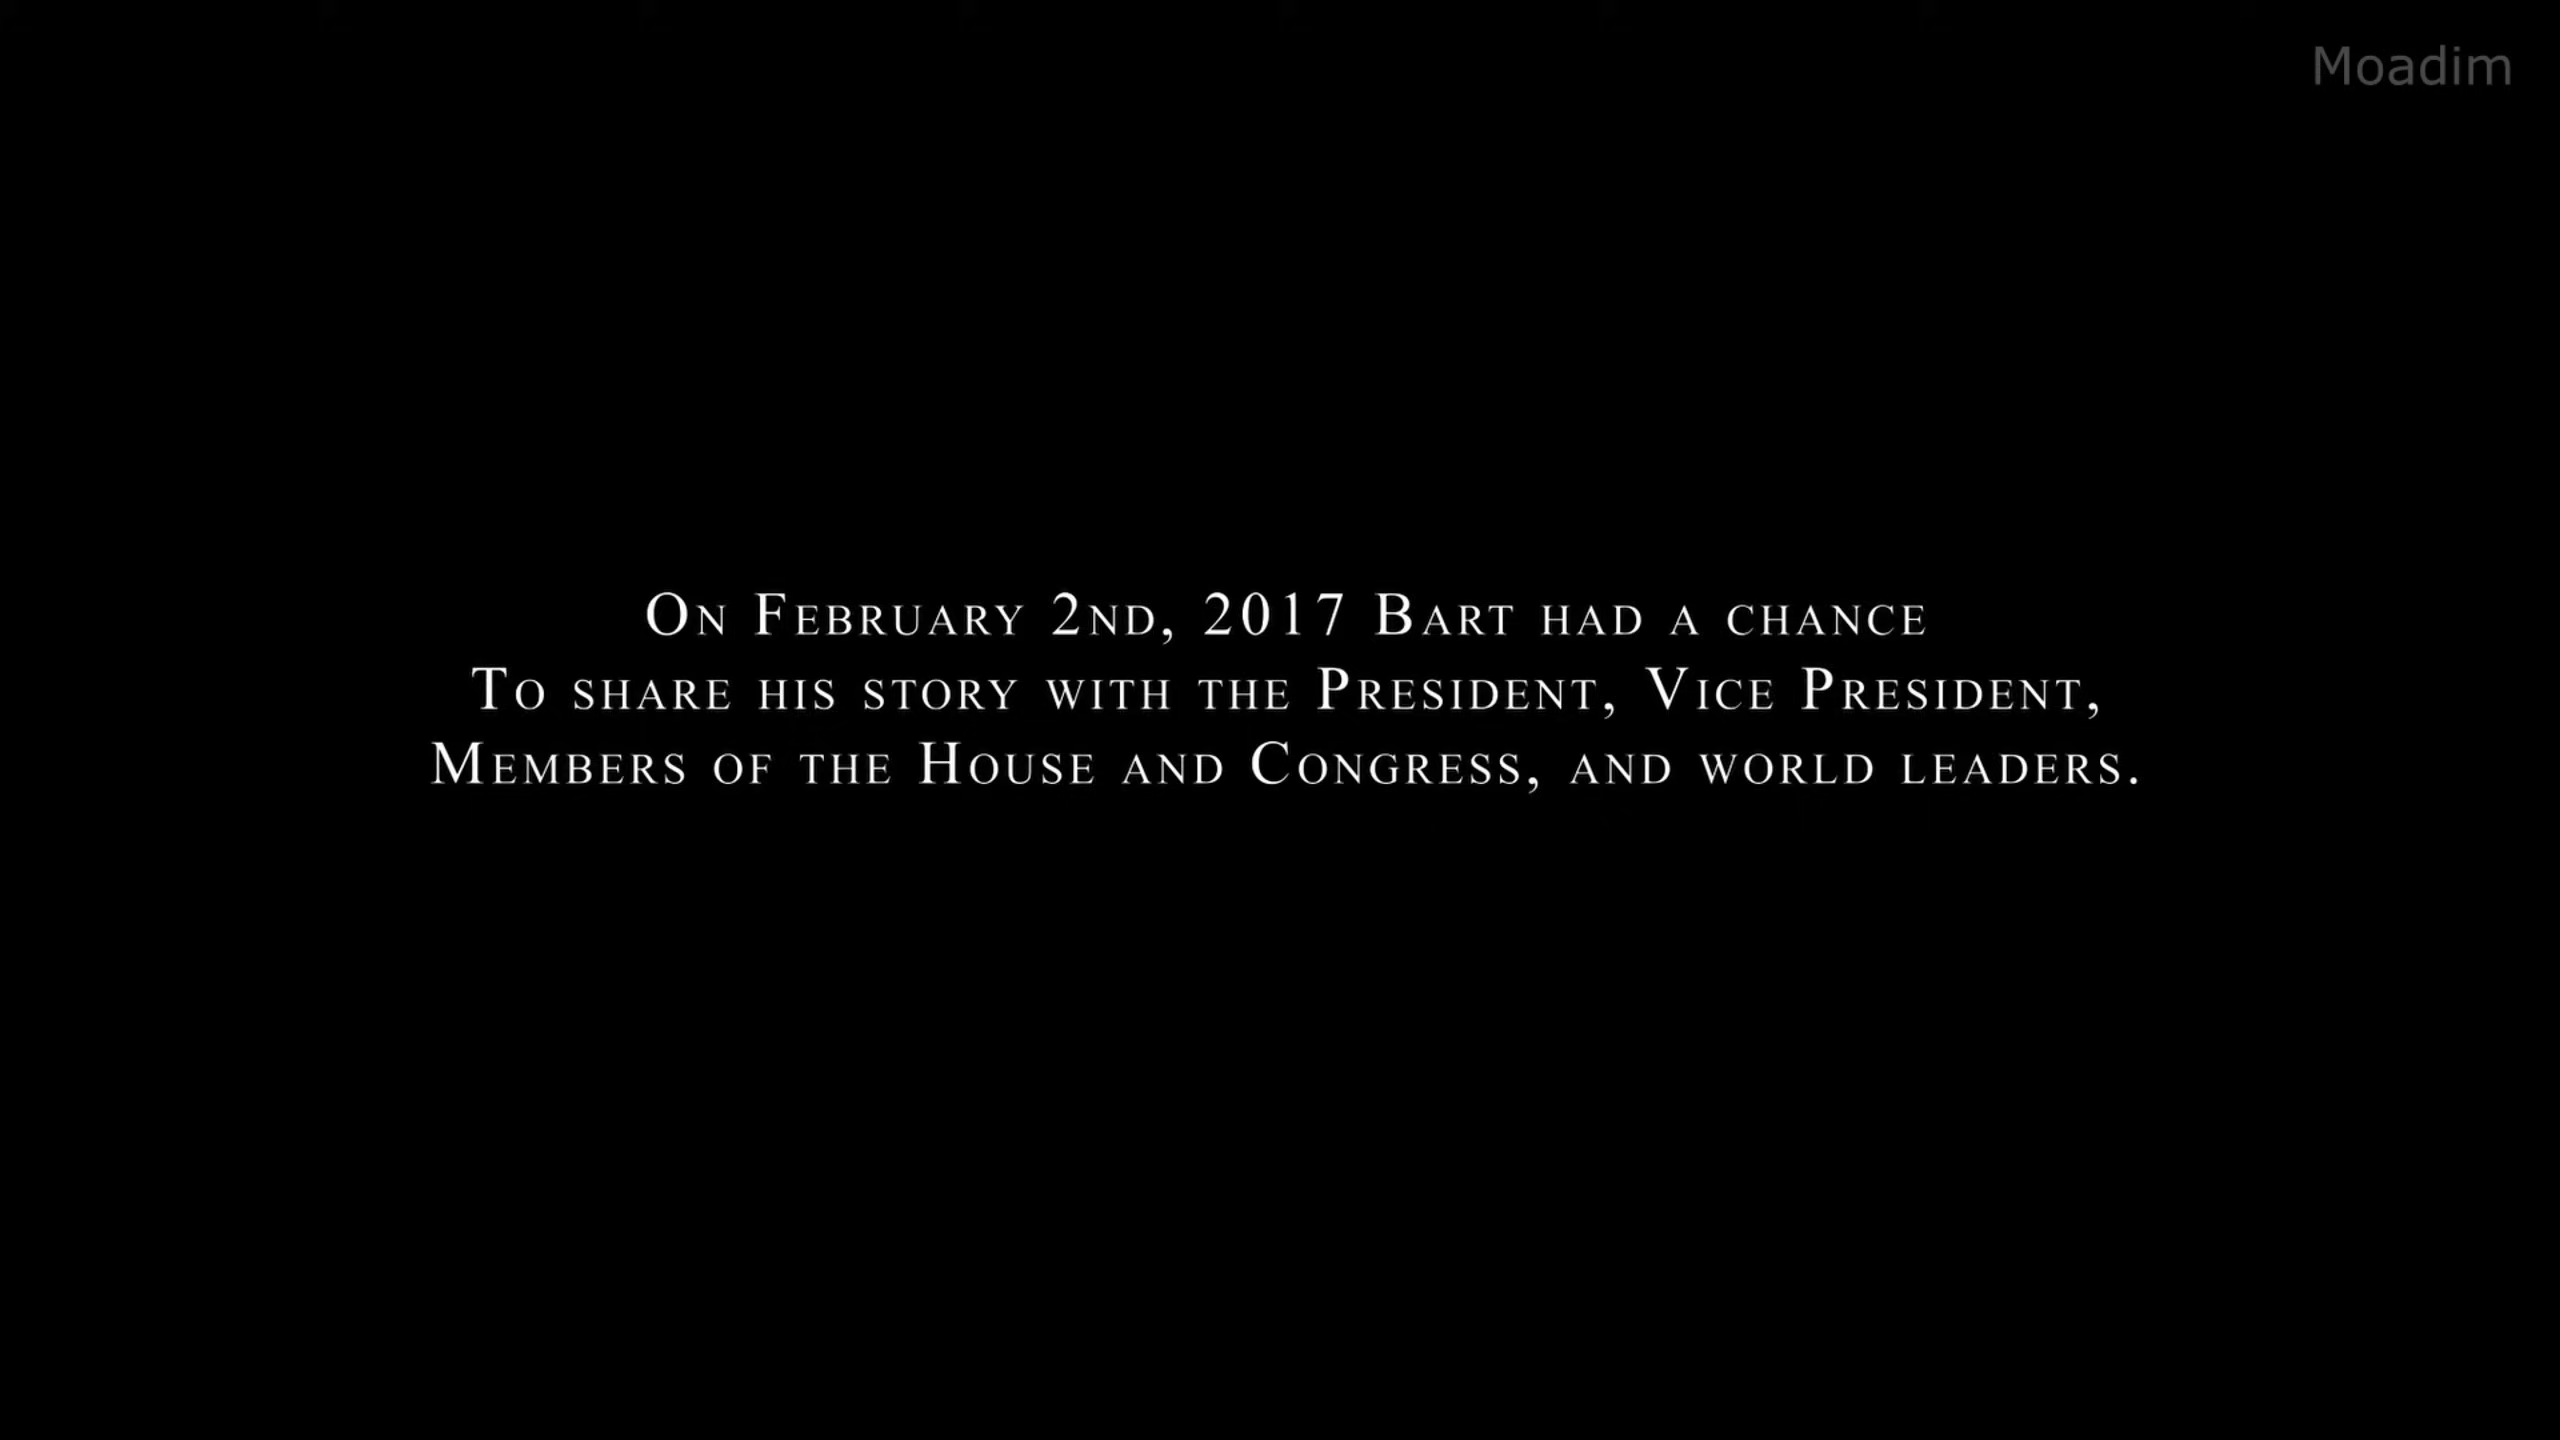 Moadim
On February 2nd, 2017 Bart had a chance
To share his story with the President, Vice President,
Members of the House and Congress, and world leaders.